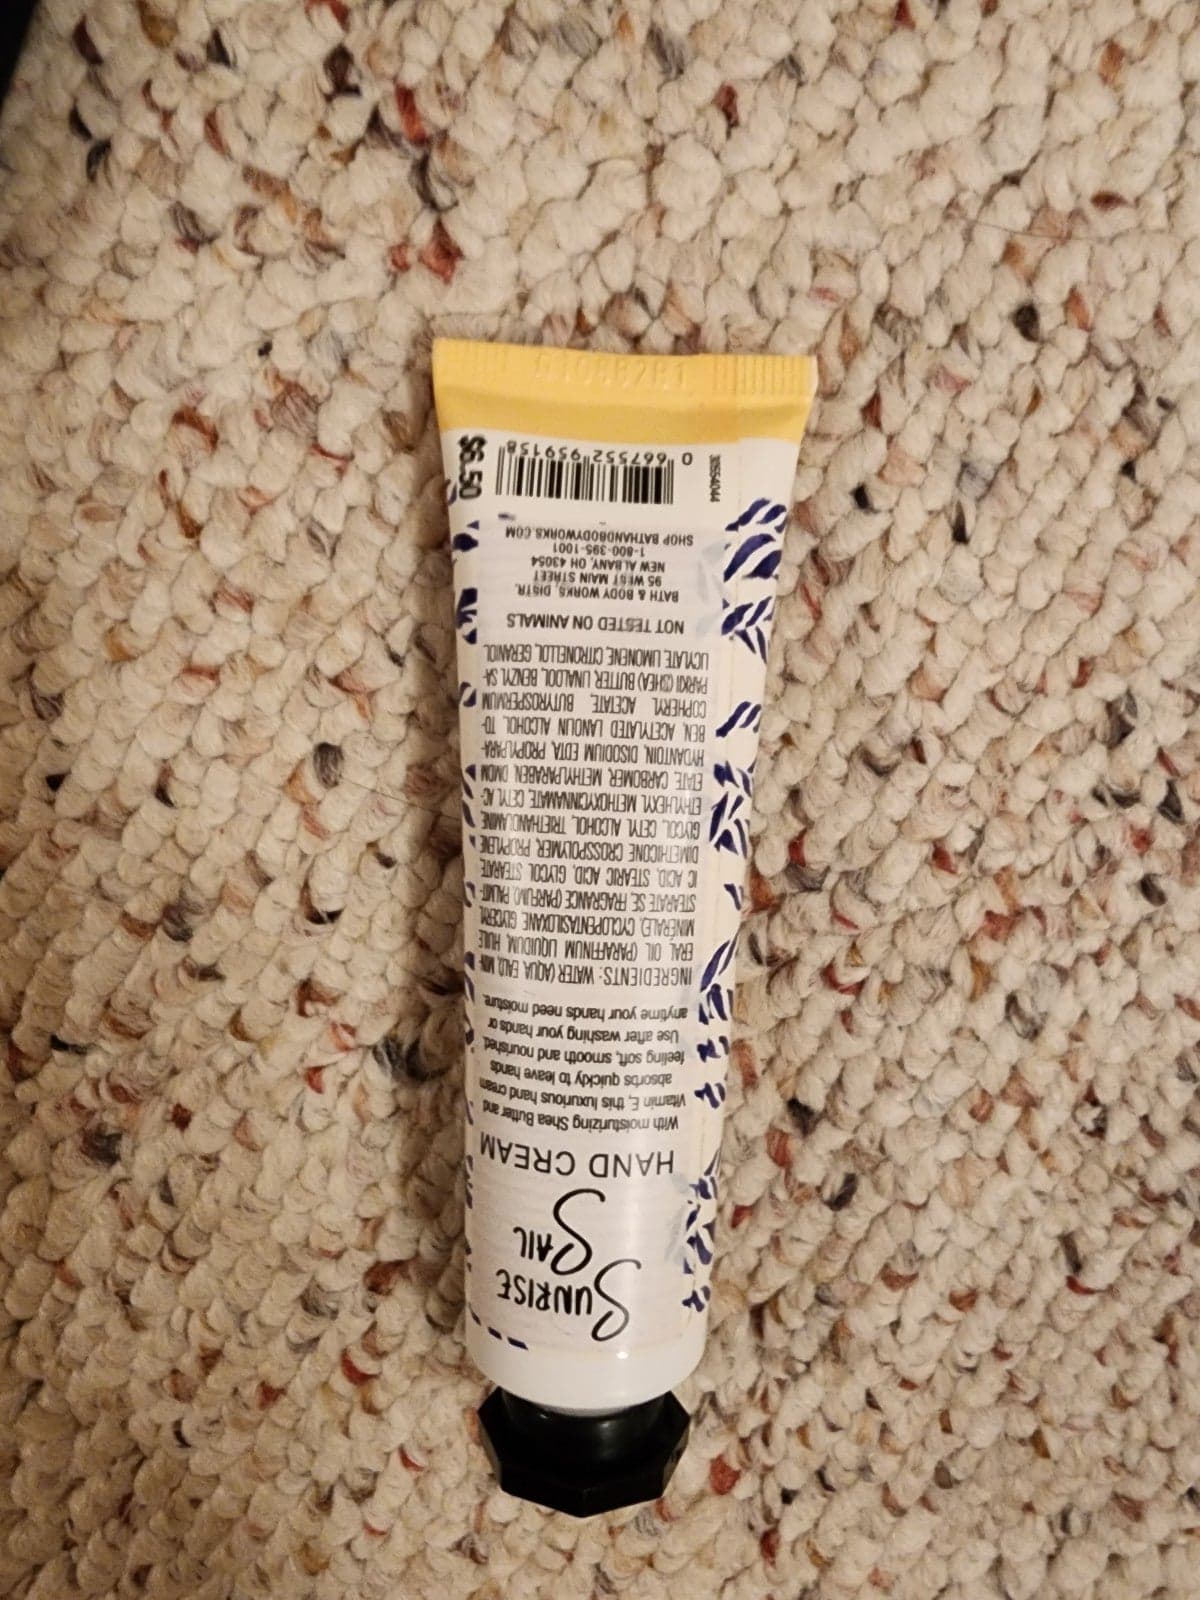 SUNRISE
SAIL
HAND CREAM
With moisturizing Shea Butter and
Vitamin E, this luxurious hand cream
absorbs quickly to leave hands
feeling soft, smooth and nourished.
Use after washing your hands or
anytime your hands need moisture.
INGREDIENTS: WATER (AQUA, EAU), MIN-
ERAL OIL (PARAFFINUM LIQUIDUM, HUILE
MINERALE), CYCLOPENTASILOXANE, GLYCERYL
STEARATE SE, FRAGRANCE (PARFUM), PALMIT-
IC ACID, STEARIC ACID, GLYCOL STEARATE,
DIMETHICONE CROSSPOLYMER, PROPYLENE
GLYCOL, CETYL ALCOHOL, TRIETHANOLAMINE,
ETHYLHEXYL METHOXYCINNAMATE, CETYL AC-
ETATE, CARBOMER, METHYLPARABEN, DMDM
HYDANTOIN, DISODIUM EDTA, PROPYLPARA-
BEN, ACETYLATED LANOLIN ALCOHOL, TO-
COPHERYL ACETATE, BUTYROSPERMUM
PARKII (SHEA) BUTTER, LINALOOL, BENZYL SA-
LICYLATE, LIMONENE, CITRONELLOL, GERANIOL
NOT TESTED ON ANIMALS
BATH & BODY WORKS, DISTR.
95 WEST MAIN STREET
NEW ALBANY, OH 43054
1-800-395-1001
SHOP BATHANDBODYWORKS.COM
30554044
0 667552 959158
$6.50